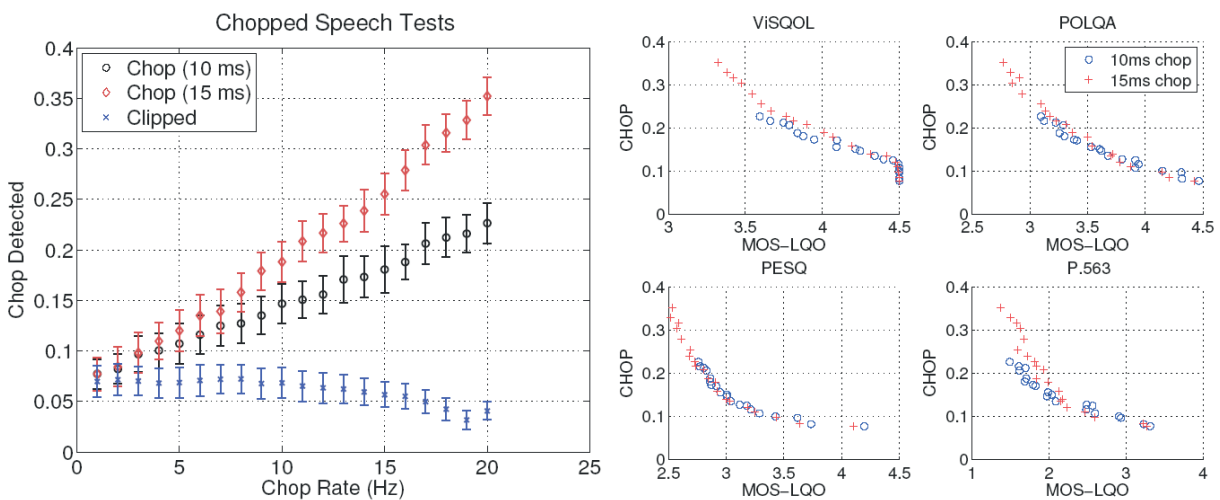 Chopped Speech Tests
Chop (10 ms)
Chop (15 ms)
Clipped
0.4
0.35
0.3
0.25
0.2
0.15
0.1
0.05
0
Chop Detected
0 5 10 15 20 25
Chop Rate (Hz)
ViSQOL
0.4
0.3
0.2
0.1
0
CHOP
3 3.5 4 4.5
MOS−LQO
POLQA
10ms chop
15ms chop
0.4
0.3
0.2
0.1
0
CHOP
2.5 3 3.5 4 4.5
MOS−LQO
PESQ
0.4
0.3
0.2
0.1
0
CHOP
2.5 3 3.5 4 4.5
MOS−LQO
P.563
0.4
0.3
0.2
0.1
0
CHOP
1 2 3 4
MOS−LQO